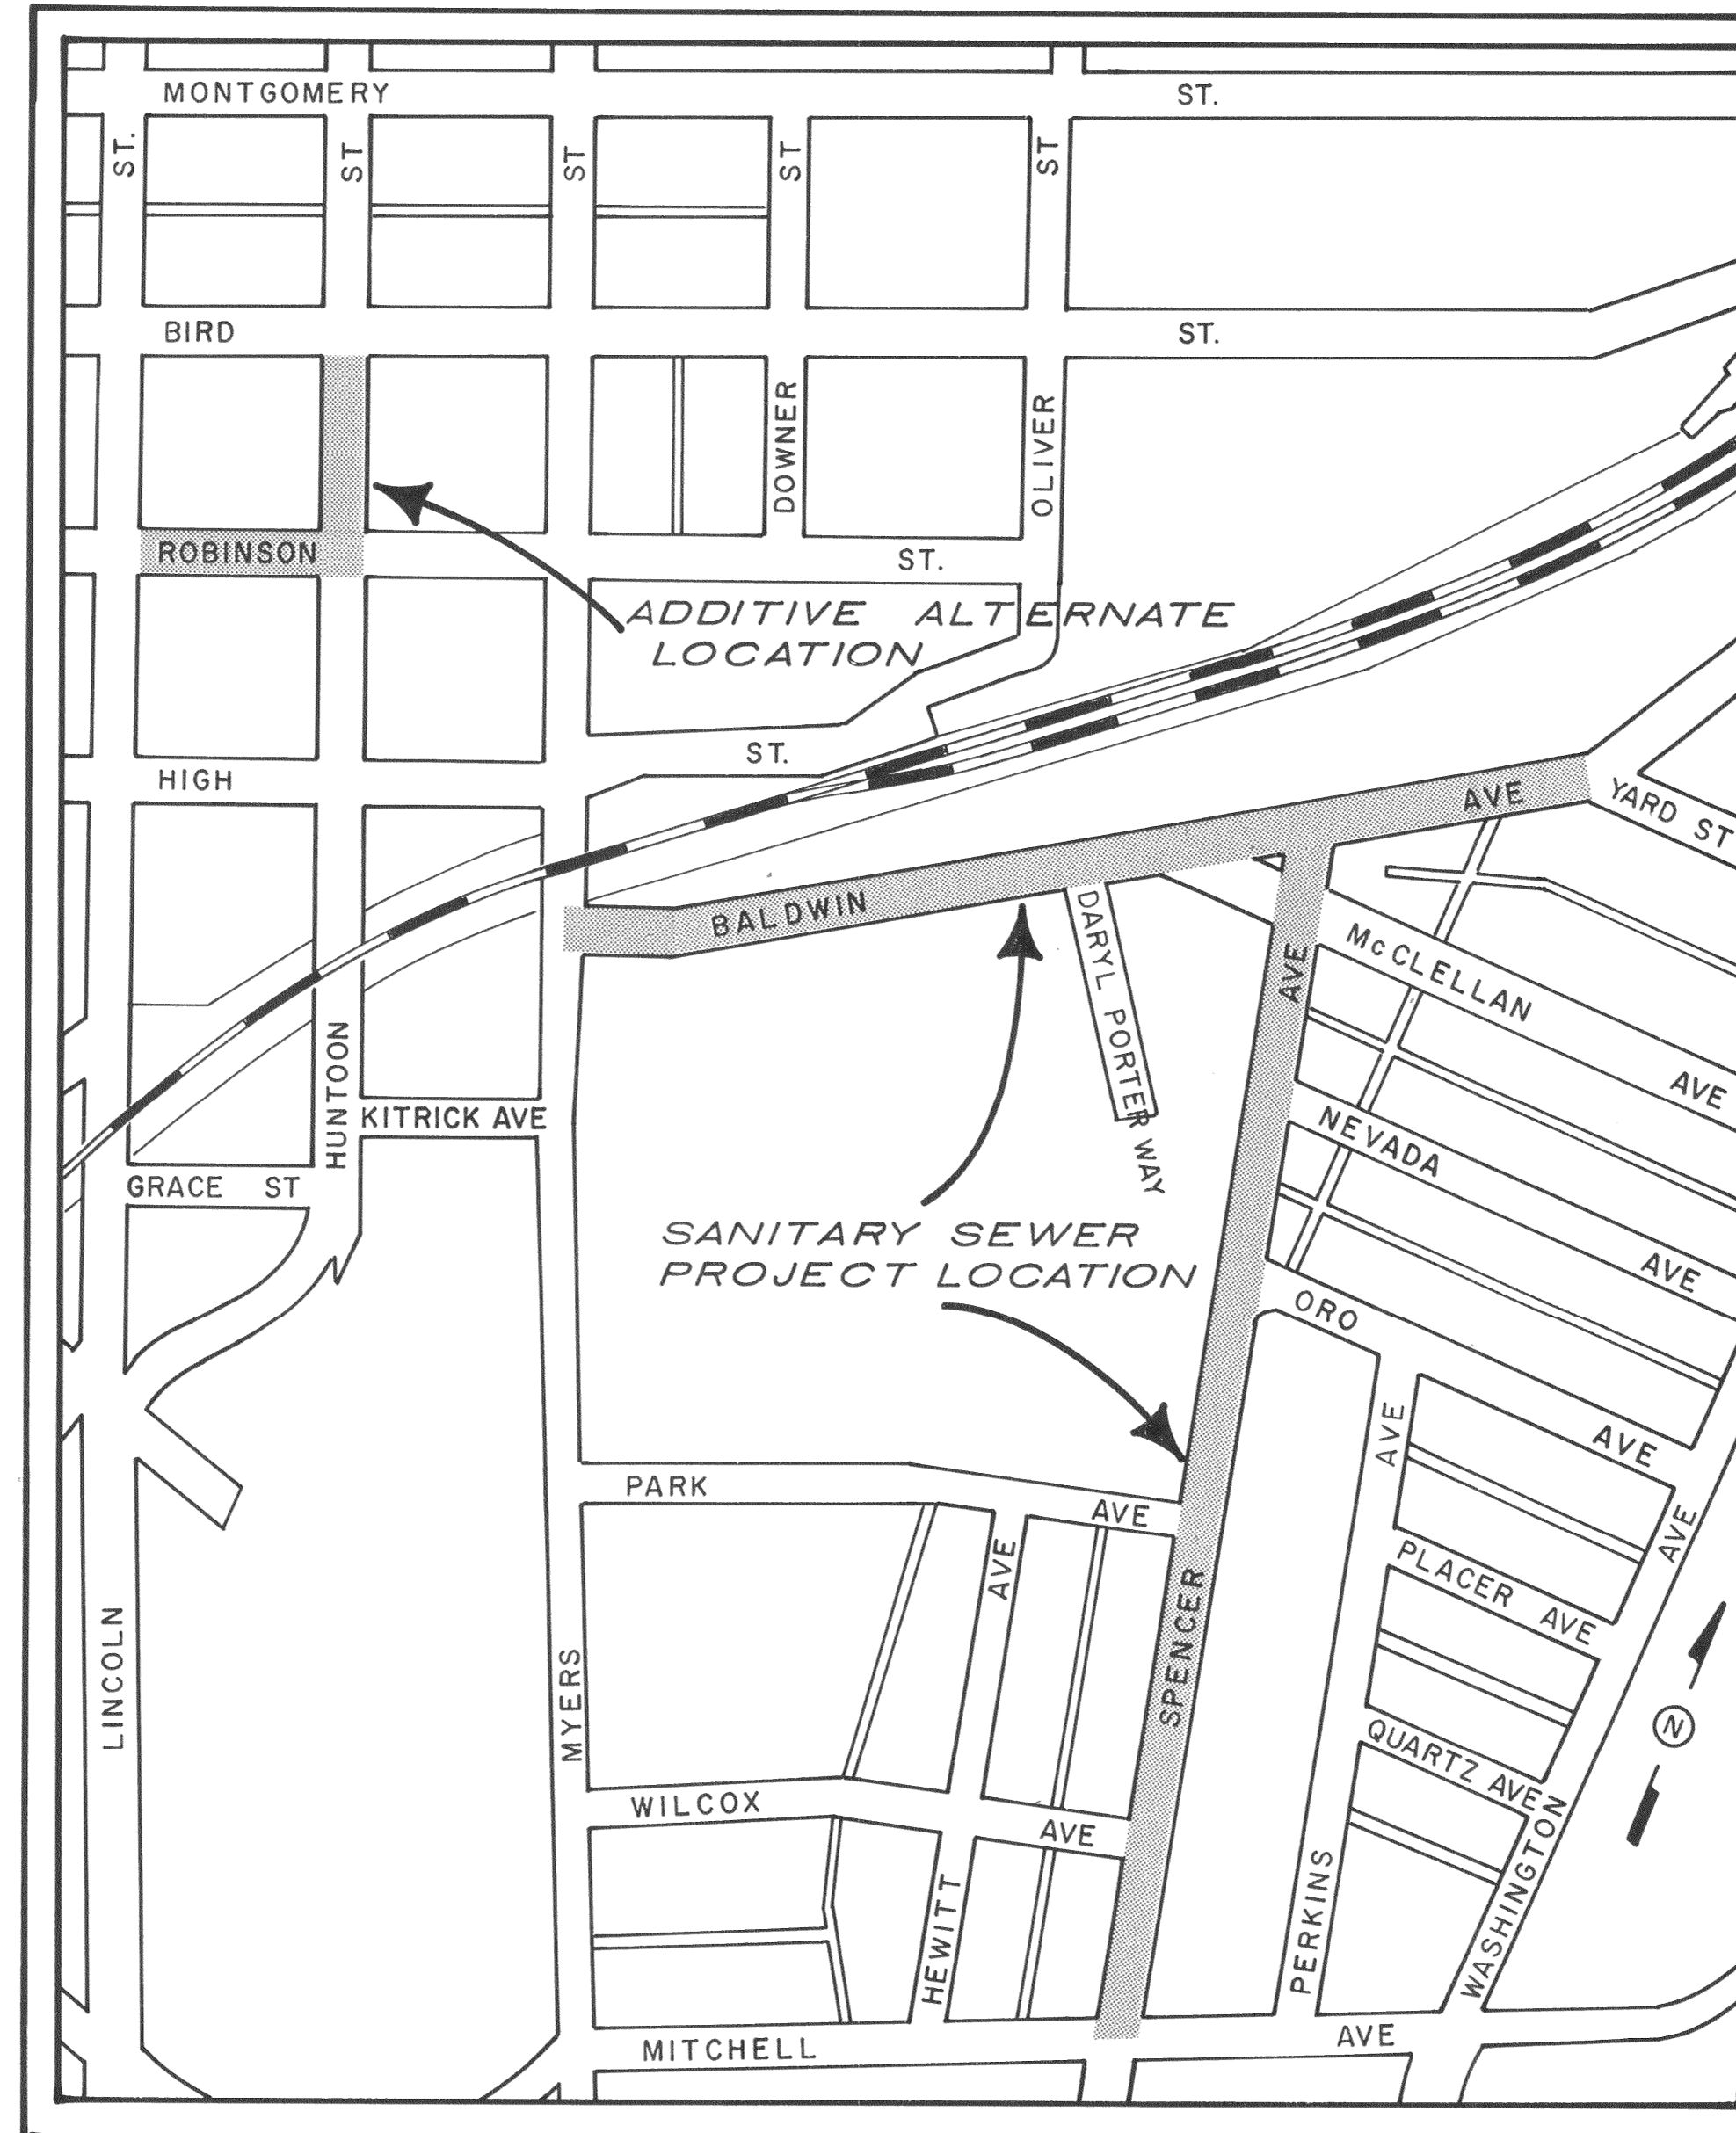 MONTGOMERY ST.
ST.
ST
ST
ST
ST
BIRD ST.
DOWNER
OLIVER
ROBINSON ST.
ADDITIVE ALTERNATE
LOCATION
HIGH ST.
YARD ST
BALDWIN AVE
DARYL PORTER WAY
AVE
McCLELLAN AVE
HUNTOON
KITRICK AVE
NEVADA AVE
GRACE ST
SANITARY SEWER
PROJECT LOCATION
ORO AVE
AVE
PARK AVE
AVE
AVE
PLACER AVE
LINCOLN
MYERS
SPENCER
N
QUARTZ AVE
WILCOX AVE
HEWITT
PERKINS
WASHINGTON
MITCHELL AVE